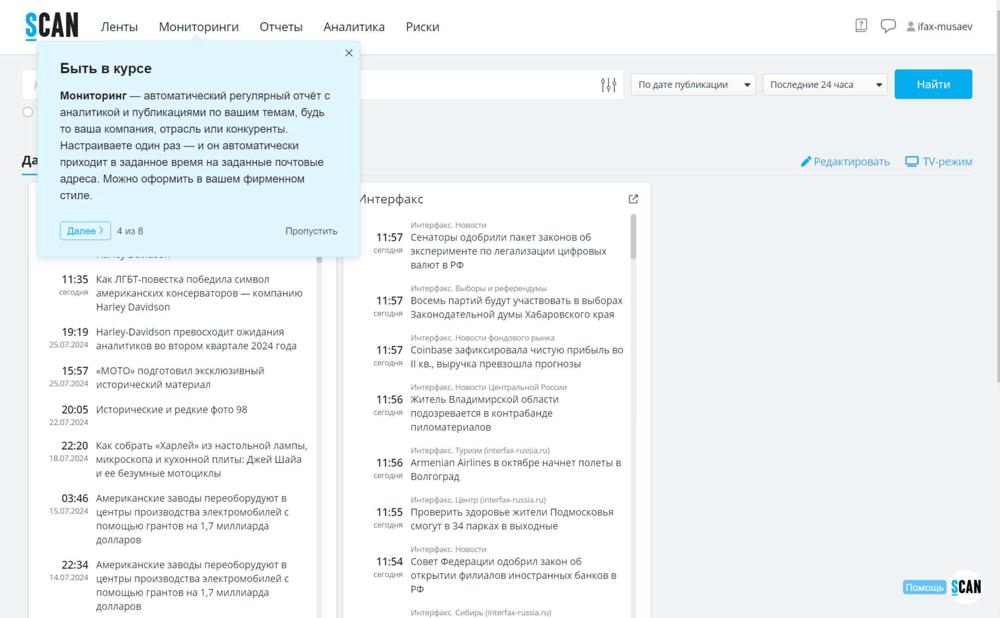 SCAN
Ленты
Мониторинги
Отчеты
Аналитика
Риски
ifax-musaev
Быть в курсе
Мониторинг — автоматический регулярный отчёт с
аналитикой и публикациями по вашим темам, будь
то ваша компания, отрасль или конкуренты.
Настраиваете один раз — и он автоматически
приходит в заданное время на заданные почтовые
адреса. Можно оформить в вашем фирменном
стиле.
Далее
4 из 8
Пропустить
По дате публикации
Последние 24 часа
Найти
Да
Редактировать
TV-режим
11:35
сегодня
Как ЛГБТ-повестка победила символ
американских консерваторов — компанию
Harley Davidson
19:19
25.07.2024
Harley-Davidson превосходит ожидания
аналитиков во втором квартале 2024 года
15:57
25.07.2024
«МОТО» подготовил эксклюзивный
исторический материал
20:05
22.07.2024
Исторические и редкие фото 98
22:20
18.07.2024
Как собрать «Харлей» из настольной лампы,
микроскопа и кухонной плиты: Джей Шайа
и ее безумные мотоциклы
03:46
15.07.2024
Американские заводы переоборудуют в
центры производства электромобилей с
помощью грантов на 1,7 миллиарда
долларов
22:34
14.07.2024
Американские заводы переоборудуют в
центры производства электромобилей с
помощью грантов на 1,7 миллиарда
долларов
Интерфакс
Интерфакс. Новости
11:57
сегодня
Сенаторы одобрили пакет законов об
эксперименте по легализации цифровых
валют в РФ
Интерфакс. Выборы и референдумы
11:57
сегодня
Восемь партий будут участвовать в выборах
Законодательной думы Хабаровского края
Интерфакс. Новости фондового рынка
11:57
сегодня
Coinbase зафиксировала чистую прибыль во
II кв., выручка превзошла прогнозы
Интерфакс. Новости Центральной России
11:56
сегодня
Житель Владимирской области
подозревается в контрабанде
пиломатериалов
Интерфакс. Туризм (interfax-russia.ru)
11:56
сегодня
Armenian Airlines в октябре начнет полеты в
Волгоград
Интерфакс. Центр (interfax-russia.ru)
11:55
сегодня
Проверить здоровье жители Подмосковья
смогут в 34 парках в выходные
Интерфакс. Новости
11:54
сегодня
Совет Федерации одобрил закон об
открытии филиалов иностранных банков в
РФ
Интерфакс. Сибирь (interfax-russia.ru)
Помощь
SCAN